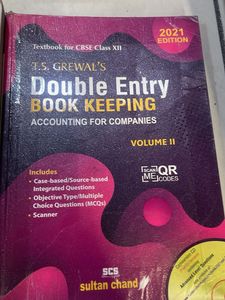 Textbook for CBSE Class XII
2021
EDITION
T.S. GREWAL'S
Double Entry
BOOK KEEPING
ACCOUNTING FOR COMPANIES
VOLUME II
SCAN
ME
QR
CODES
Includes
• Case-based/Source-based
Integrated Questions
• Objective Type/Multiple
Choice Questions (MCQs)
• Scanner
SCS
sultan chand